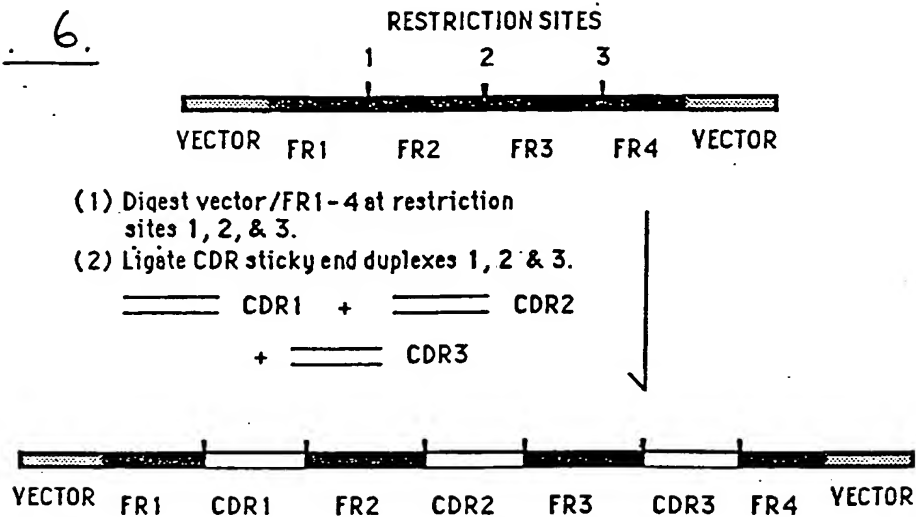 . 6.
RESTRICTION SITES
1 2 3
VECTOR FR1 FR2 FR3 FR4 VECTOR
(1) Digest vector/FR1-4 at restriction
sites 1, 2, & 3.
(2) Ligate CDR sticky end duplexes 1, 2 & 3.
CDR1 + CDR2
+ CDR3
VECTOR FR1 CDR1 FR2 CDR2 FR3 CDR3 FR4 VECTOR